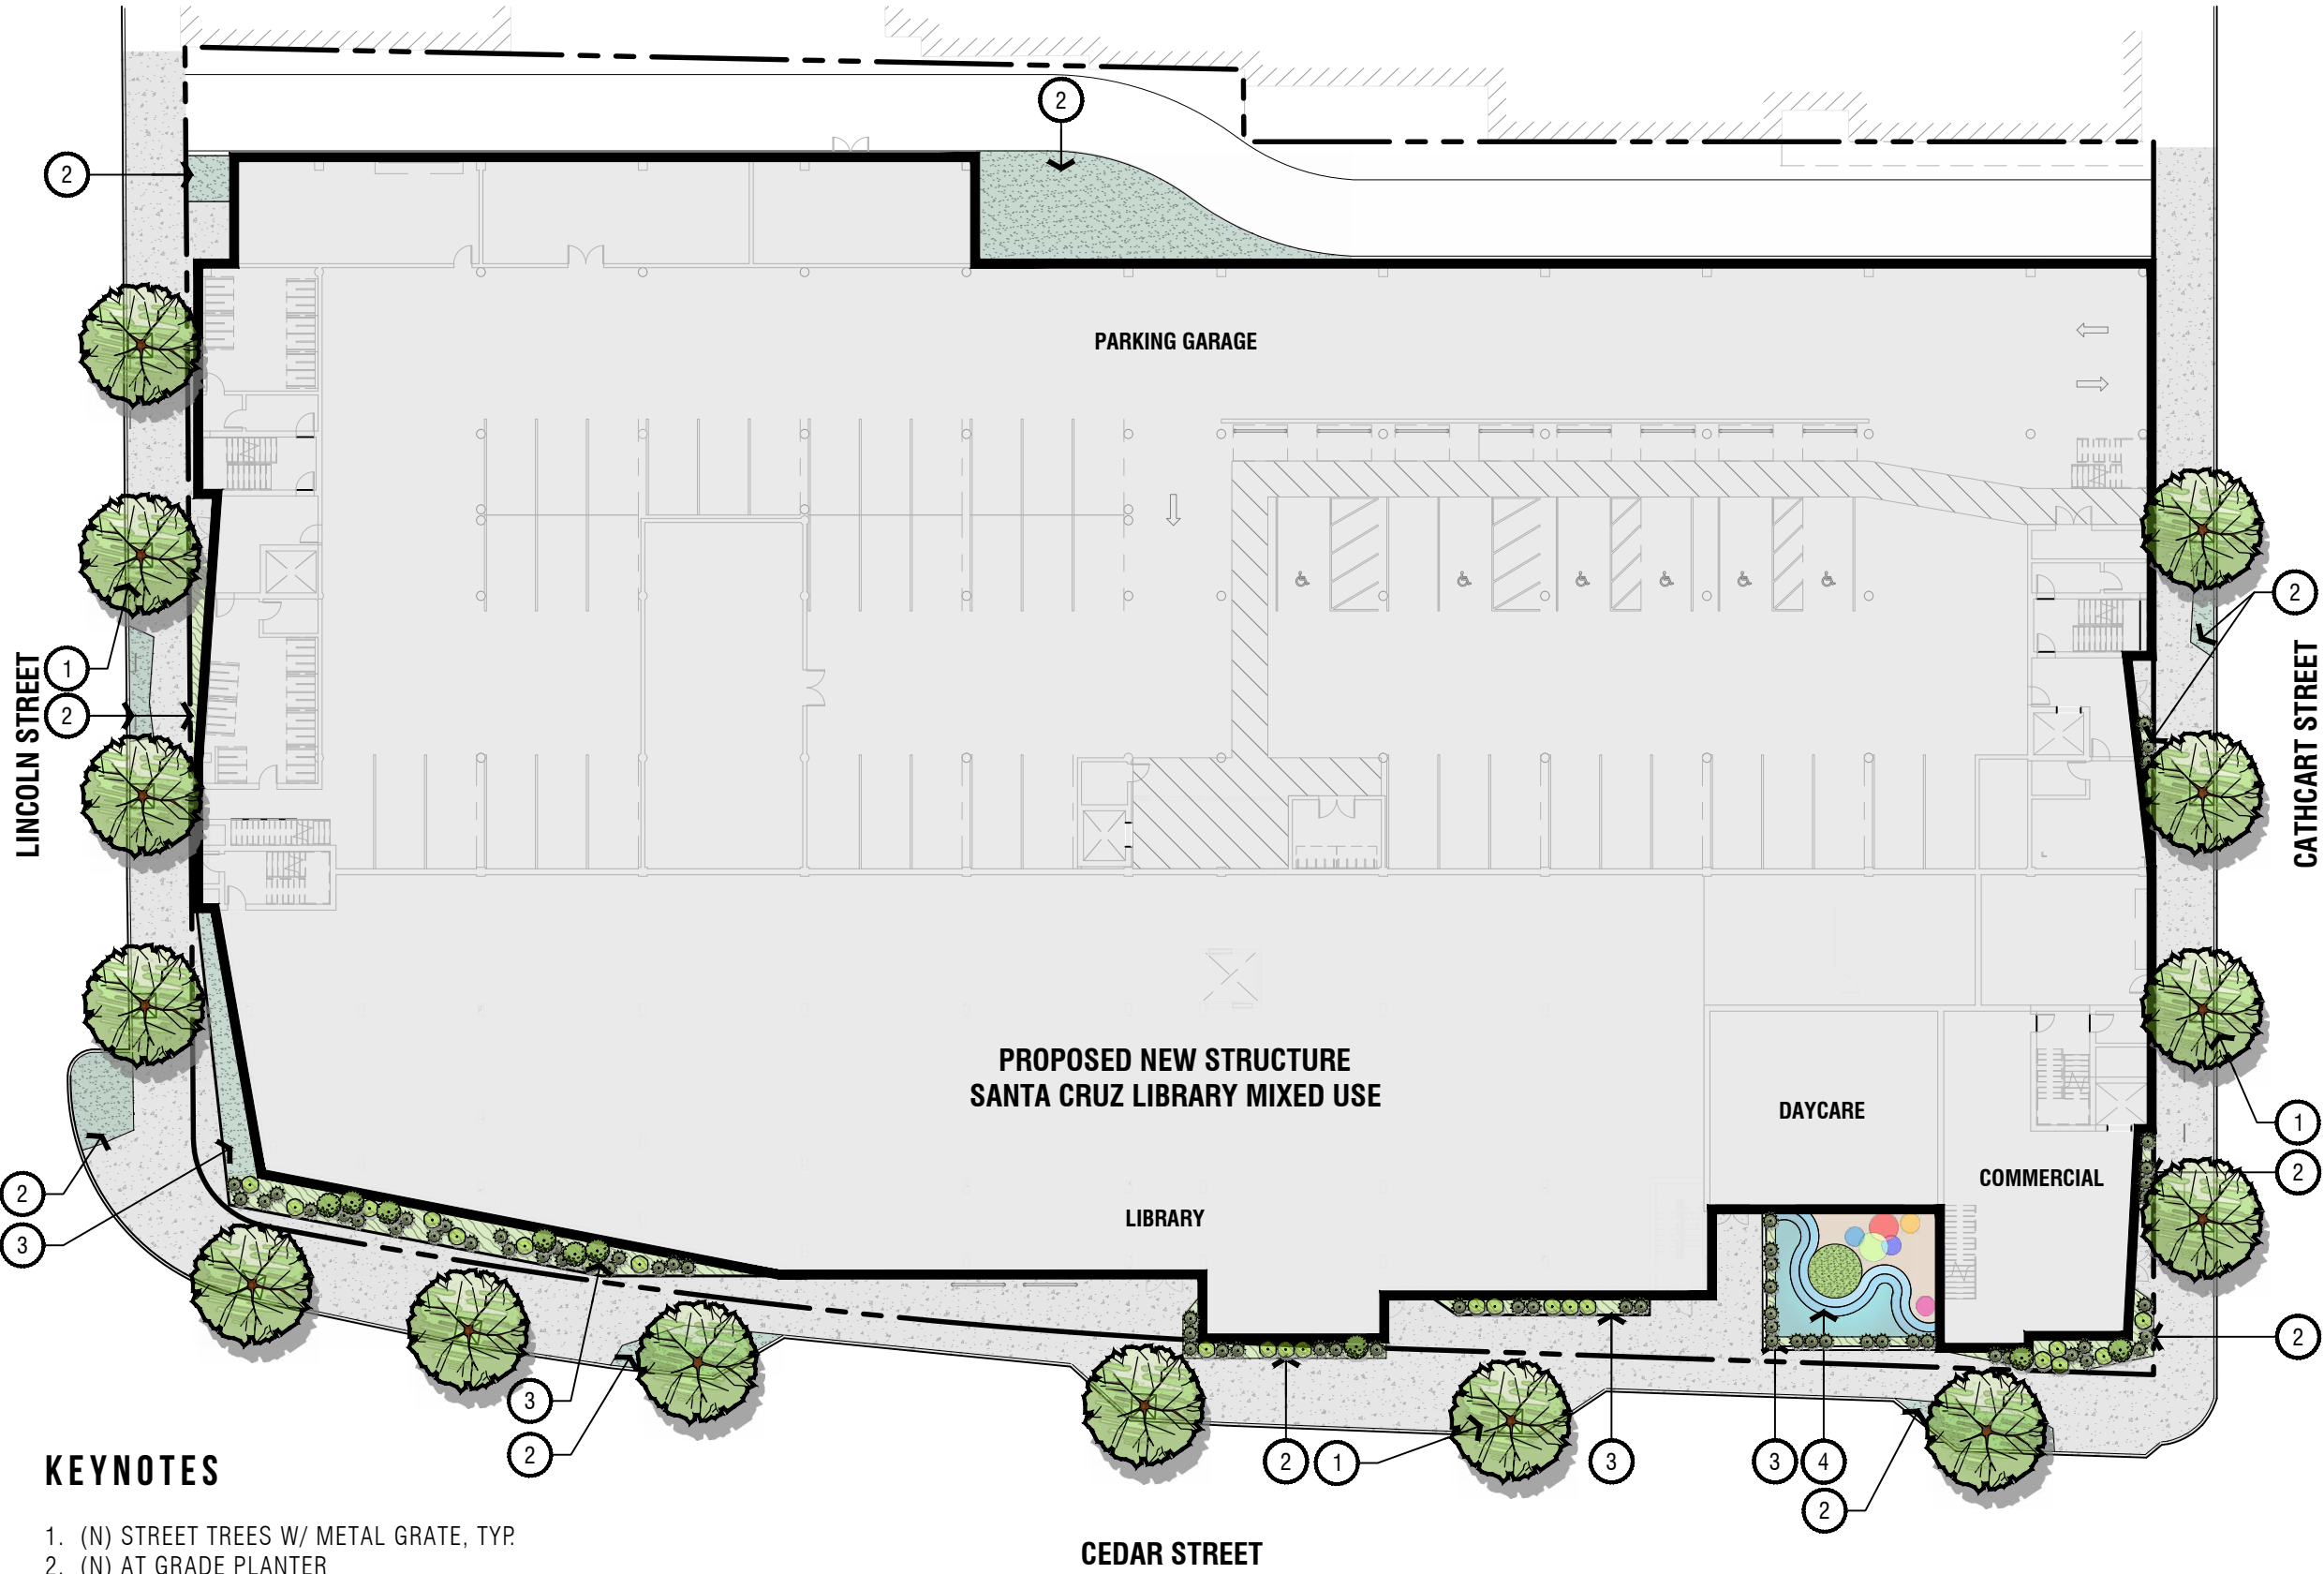 2
2
PARKING GARAGE
2
1
2
LINCOLN STREET
CATHCART STREET
PROPOSED NEW STRUCTURE
SANTA CRUZ LIBRARY MIXED USE
DAYCARE
1
COMMERCIAL
2
2
LIBRARY
3
2
3
2
2
1
3
3
4
2
KEYNOTES
1. (N) STREET TREES W/ METAL GRATE, TYP.
2. (N) AT GRADE PLANTER
CEDAR STREET